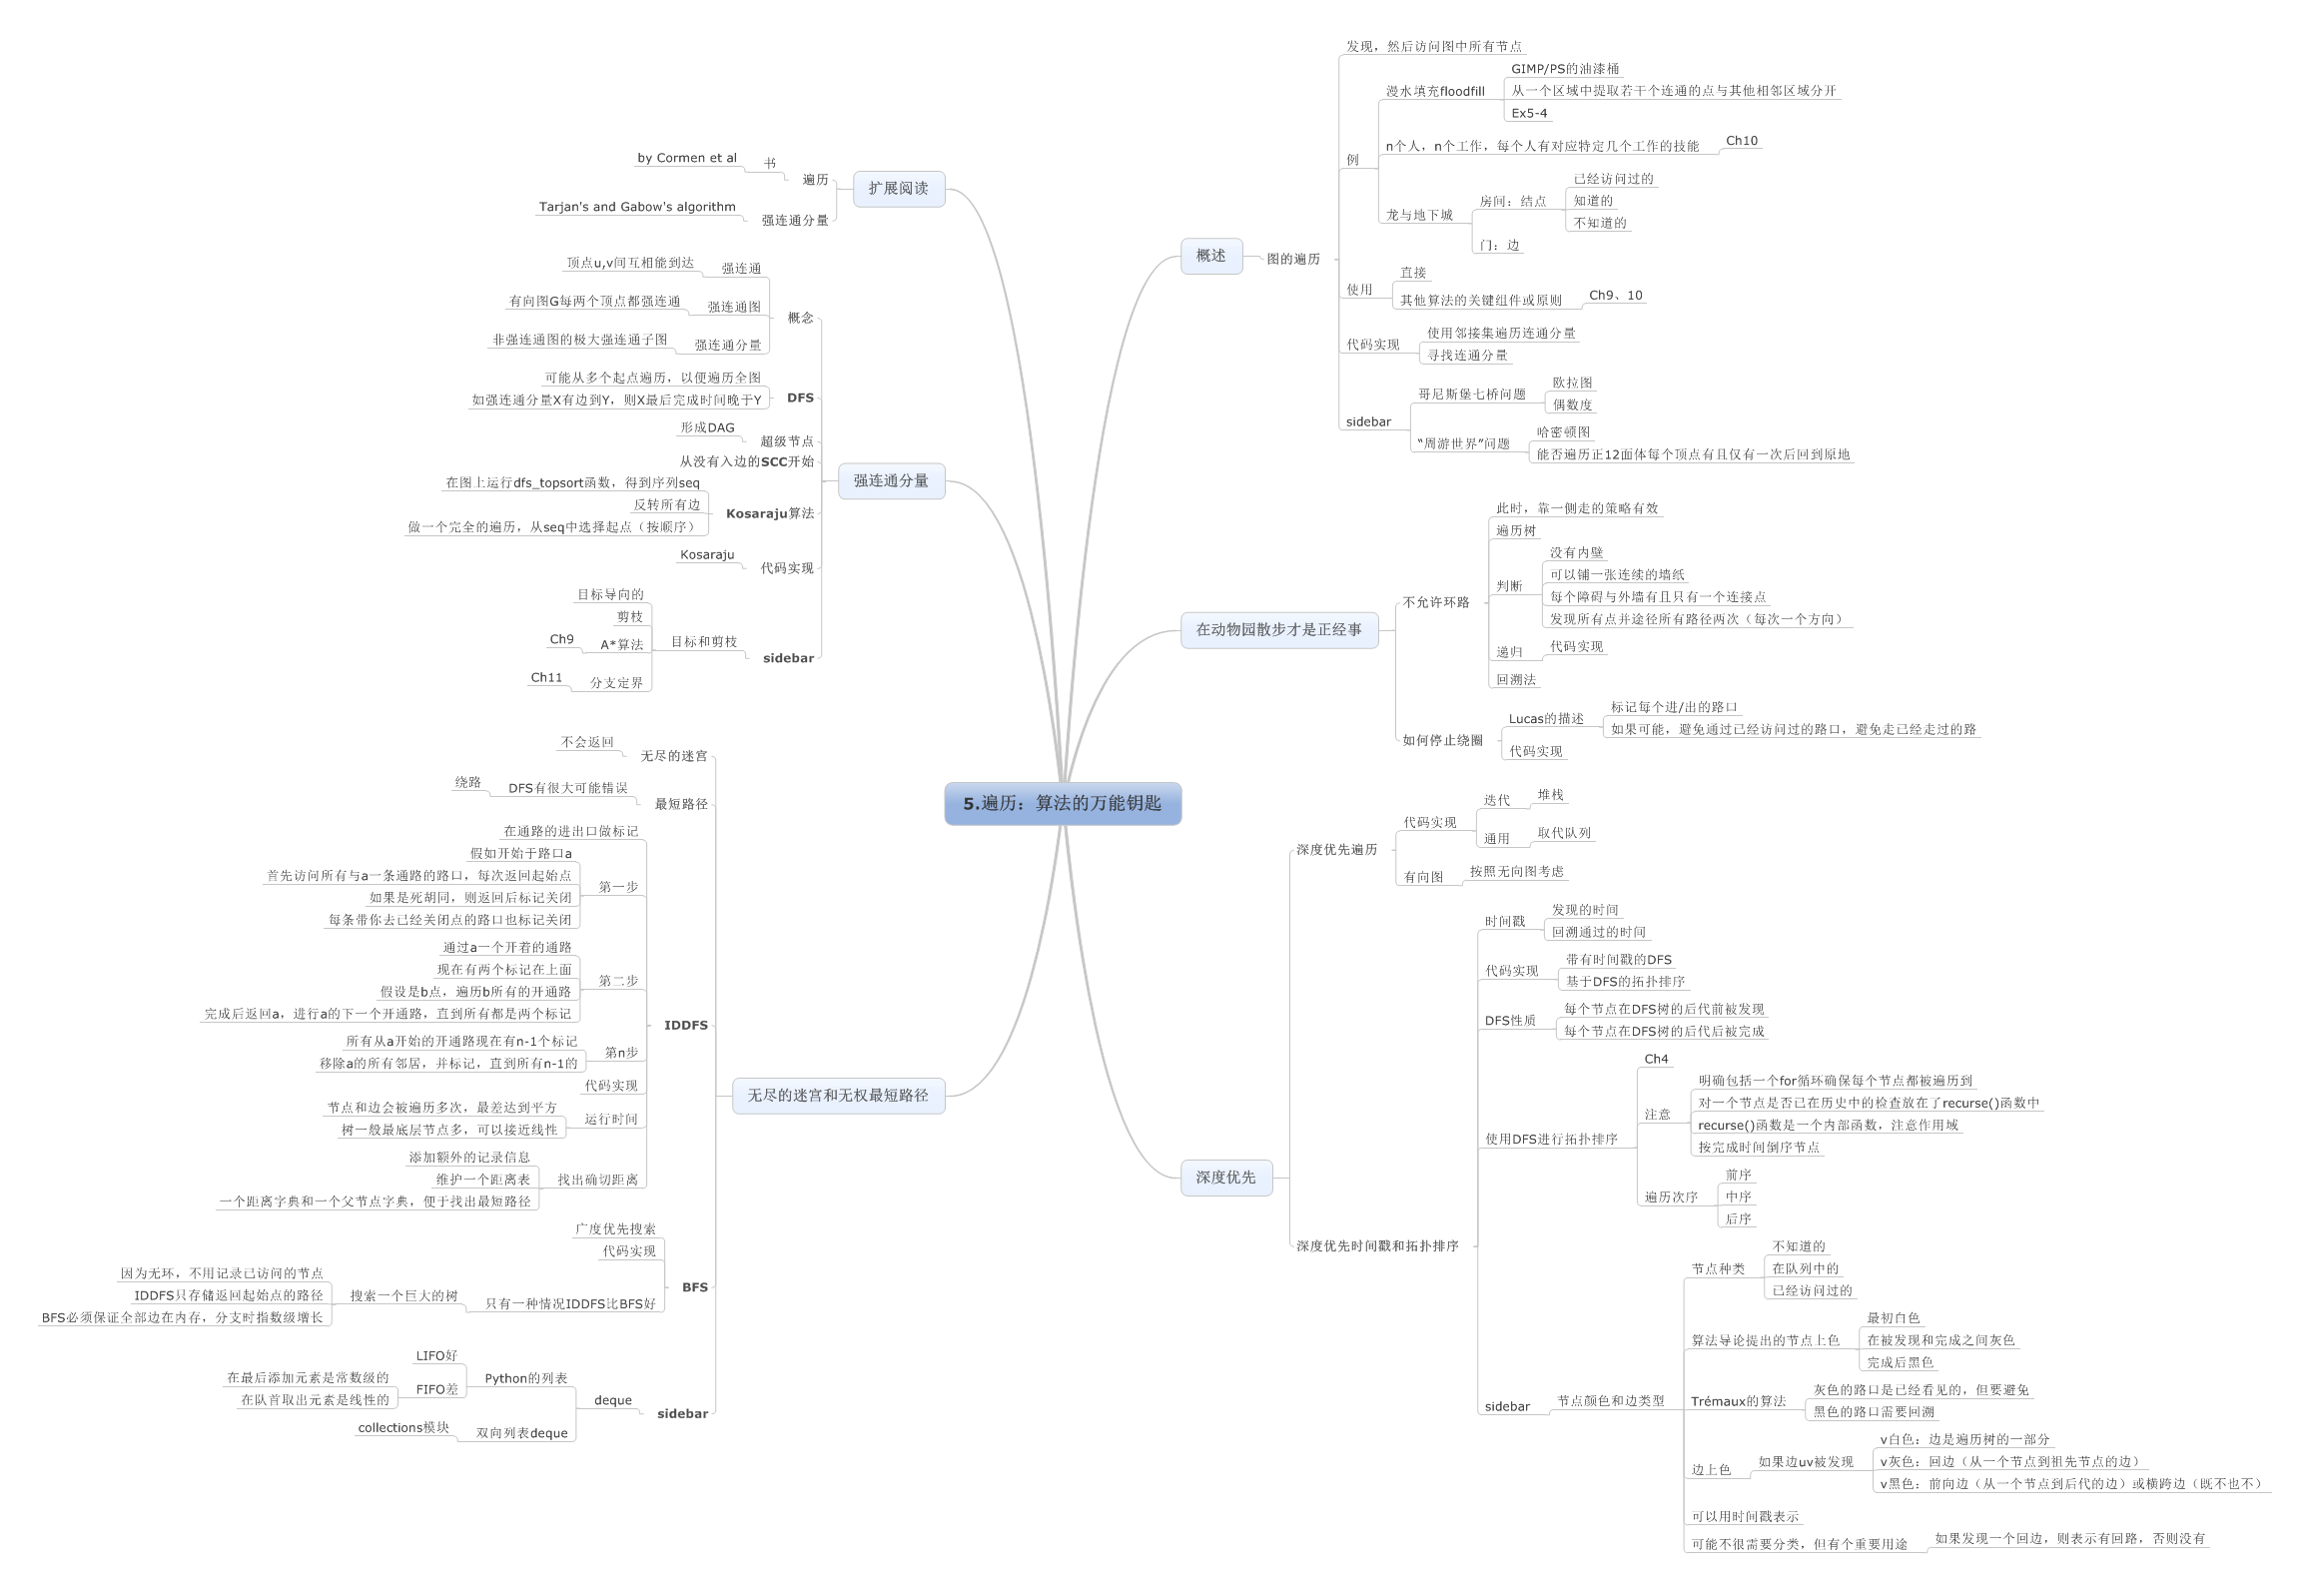 5.遍历：算法的万能钥匙
概述
图的遍历
发现，然后访问图中所有节点
例
漫水填充floodfill
GIMP/PS的油漆桶
从一个区域中提取若干个连通的点与其他相邻区域分开
Ex5-4
n个人，n个工作，每个人有对应特定几个工作的技能
Ch10
龙与地下城
房间：结点
已经访问过的
知道的
不知道的
门：边
使用
直接
其他算法的关键组件或原则
Ch9、10
代码实现
使用邻接集遍历连通分量
寻找连通分量
sidebar
哥尼斯堡七桥问题
欧拉图
偶数度
“周游世界”问题
哈密顿图
能否遍历正12面体每个顶点有且仅有一次后回到原地
在动物园散步才是正经事
不允许环路
此时，靠一侧走的策略有效
遍历树
判断
没有内壁
可以铺一张连续的墙纸
每个障碍与外墙有且只有一个连接点
发现所有点并途径所有路径两次（每次一个方向）
递归
代码实现
回溯法
如何停止绕圈
Lucas的描述
标记每个进/出的路口
如果可能，避免通过已经访问过的路口，避免走已经走过的路
代码实现
深度优先
深度优先遍历
代码实现
迭代
堆栈
通用
取代队列
有向图
按照无向图考虑
深度优先时间戳和拓扑排序
时间戳
发现的时间
回溯通过的时间
代码实现
带有时间戳的DFS
基于DFS的拓扑排序
DFS性质
每个节点在DFS树的后代前被发现
每个节点在DFS树的后代后被完成
使用DFS进行拓扑排序
Ch4
注意
明确包括一个for循环确保每个节点都被遍历到
对一个节点是否已在历史中的检查放在了recurse()函数中
recurse()函数是一个内部函数，注意作用域
按完成时间倒序节点
遍历次序
前序
中序
后序
sidebar
节点颜色和边类型
节点种类
不知道的
在队列中的
已经访问过的
算法导论提出的节点上色
最初白色
在被发现和完成之间灰色
完成后黑色
Trémaux的算法
灰色的路口是已经看见的，但要避免
黑色的路口需要回溯
边上色
如果边uv被发现
v白色：边是遍历树的一部分
v灰色：回边（从一个节点到祖先节点的边）
v黑色：前向边（从一个节点到后代的边）或横跨边（既不也不）
可以用时间戳表示
可能不很需要分类，但有个重要用途
如果发现一个回边，则表示有回路，否则没有
扩展阅读
遍历
书
by Cormen et al
强连通分量
Tarjan's and Gabow's algorithm
强连通分量
概念
强连通
顶点u,v间互相能到达
强连通图
有向图G每两个顶点都强连通
强连通分量
非强连通图的极大强连通子图
DFS
可能从多个起点遍历，以便遍历全图
如强连通分量X有边到Y，则X最后完成时间晚于Y
超级节点
形成DAG
从没有入边的SCC开始
Kosaraju算法
在图上运行dfs_topsort函数，得到序列seq
反转所有边
做一个完全的遍历，从seq中选择起点（按顺序）
代码实现
Kosaraju
sidebar
目标和剪枝
目标导向的
剪枝
A*算法
Ch9
分支定界
Ch11
无尽的迷宫和无权最短路径
无尽的迷宫
不会返回
最短路径
DFS有很大可能错误
绕路
IDDFS
在通路的进出口做标记
第一步
假如开始于路口a
首先访问所有与a一条通路的路口，每次返回起始点
如果是死胡同，则返回后标记关闭
每条带你去已经关闭点的路口也标记关闭
第二步
通过a一个开着的通路
现在有两个标记在上面
假设是b点，遍历b所有的开通路
完成后返回a，进行a的下一个开通路，直到所有都是两个标记
第n步
所有从a开始的开通路现在有n-1个标记
移除a的所有邻居，并标记，直到所有n-1的
代码实现
运行时间
节点和边会被遍历多次，最差达到平方
树一般最底层节点多，可以接近线性
找出确切距离
添加额外的记录信息
维护一个距离表
一个距离字典和一个父节点字典，便于找出最短路径
BFS
广度优先搜索
代码实现
只有一种情况IDDFS比BFS好
搜索一个巨大的树
因为无环，不用记录已访问的节点
IDDFS只存储返回起始点的路径
BFS必须保证全部边在内存，分支时指数级增长
sidebar
deque
Python的列表
LIFO好
FIFO差
在最后添加元素是常数级的
在队首取出元素是线性的
双向列表deque
collections模块